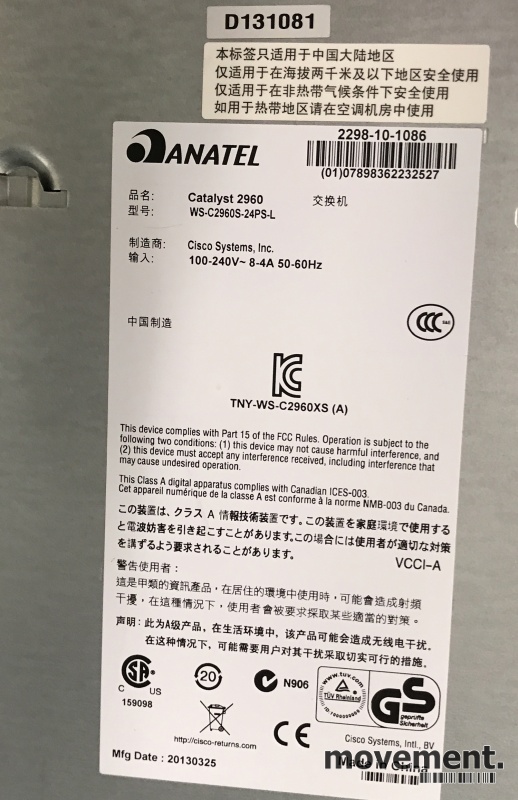 D131081
本标签只适用于中国大陆地区
仅适用于在海拔两千米及以下地区安全使用
仅适用于在非热带气候条件下安全使用
如用于热带地区请在空调机房中使用
ANATEL
2298-10-1086
(01)07898362232527
品名: Catalyst 2960 交换机
型号: WS-C2960S-24PS-L
制造商: Cisco Systems, Inc.
输入: 100-240V~ 8-4A 50-60Hz
中国制造
CCC S&E
KC
TNY-WS-C2960XS (A)
This device complies with Part 15 of the FCC Rules. Operation is subject to the
following two conditions: (1) this device may not cause harmful interference, and
(2) this device must accept any interference received, including interference that
may cause undesired operation.
This Class A digital apparatus complies with Canadian ICES-003.
Cet appareil numérique de la classe A est conforme à la norme NMB-003 du Canada.
この装置は、クラス A 情報技術装置です。この装置を家庭環境で使用する
と電波妨害を引き起こすことがあります。この場合には使用者が適切な対策
を講ずるよう要求されることがあります。 VCCI-A
警告使用者:
這是甲類的資訊產品，在居住的環境中使用時，可能會造成射頻
干擾，在這種情況下，使用者會被要求採取某些適當的對策。
声明：此为A级产品，在生活环境中，该产品可能会造成无线电干扰。
在这种情况下，可能需要用户对其干扰采取切实可行的措施。
C SA US
159098
20
N906
www.tuv.com
TÜV Rheinland
GS
geprüfte
Sicherheit
http://cisco-returns.com
CE
Cisco Systems, Intl., BV
Mfg Date : 20130325
Made in China
movement.